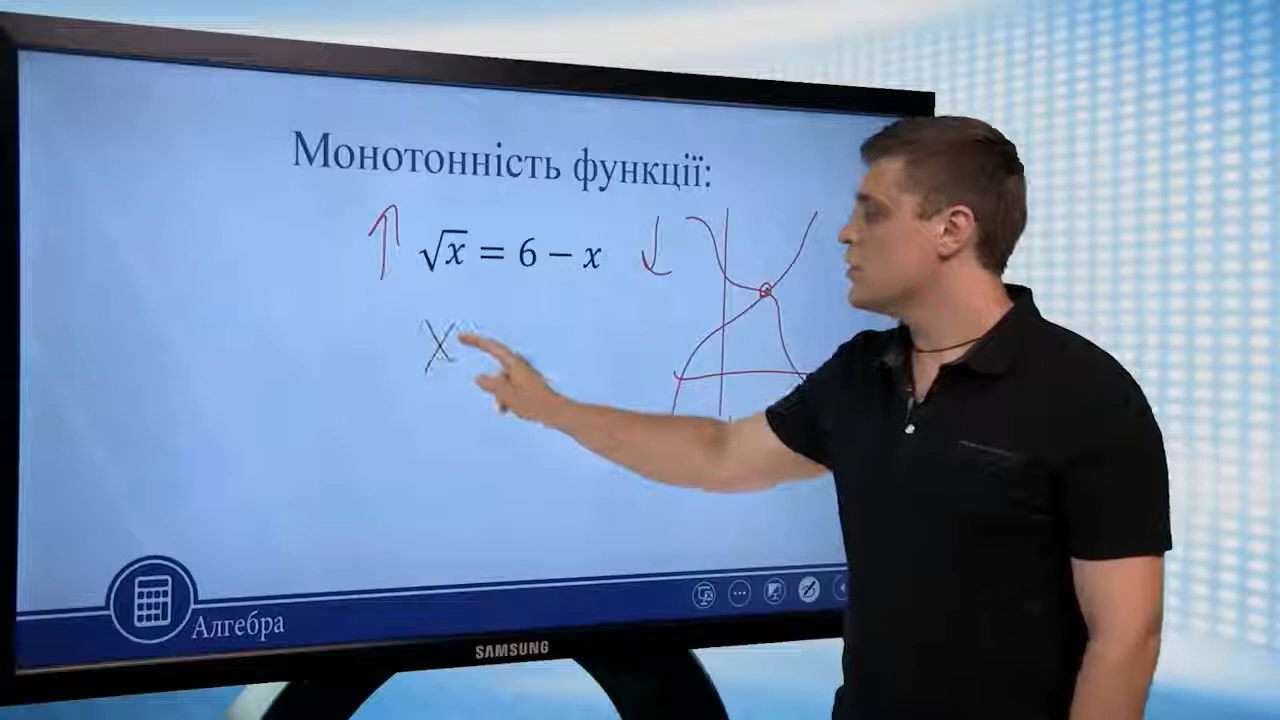 Монотонність функції:
↑ √x = 6 − x ↓
x
Алгебра
SAMSUNG